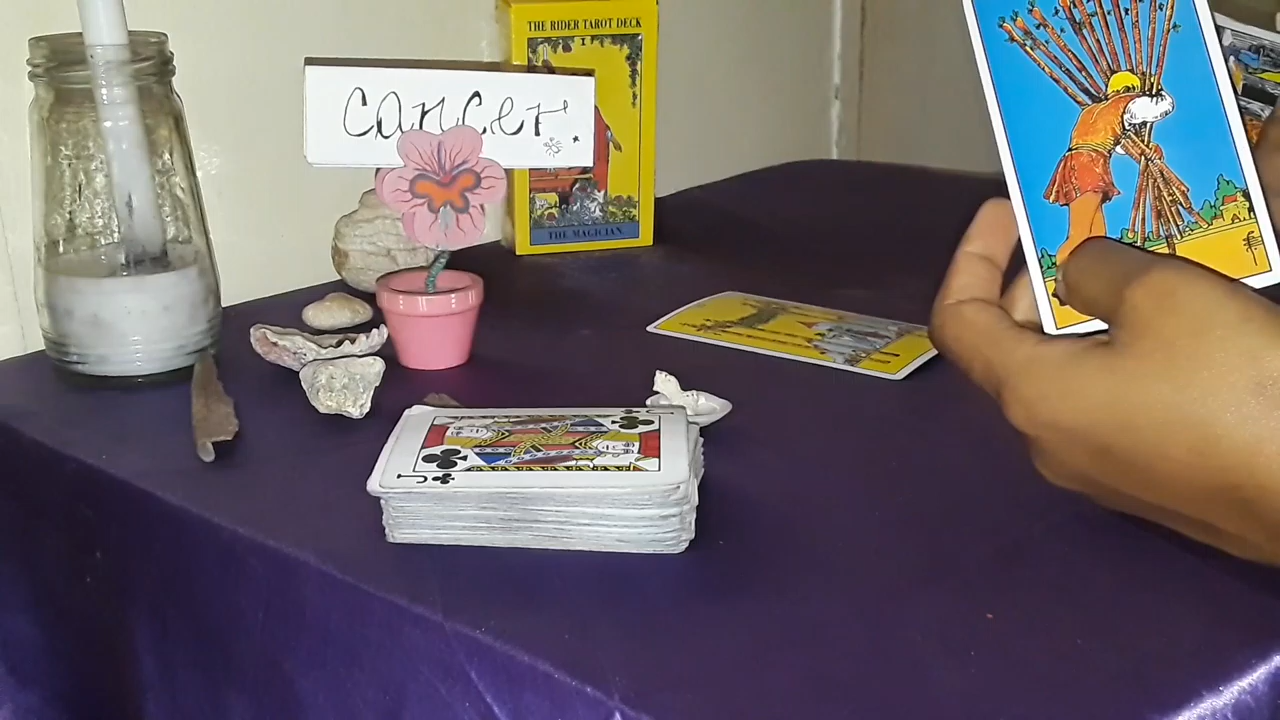 THE RIDER TAROT DECK
I
cancer
THE MAGICIAN.
J
J